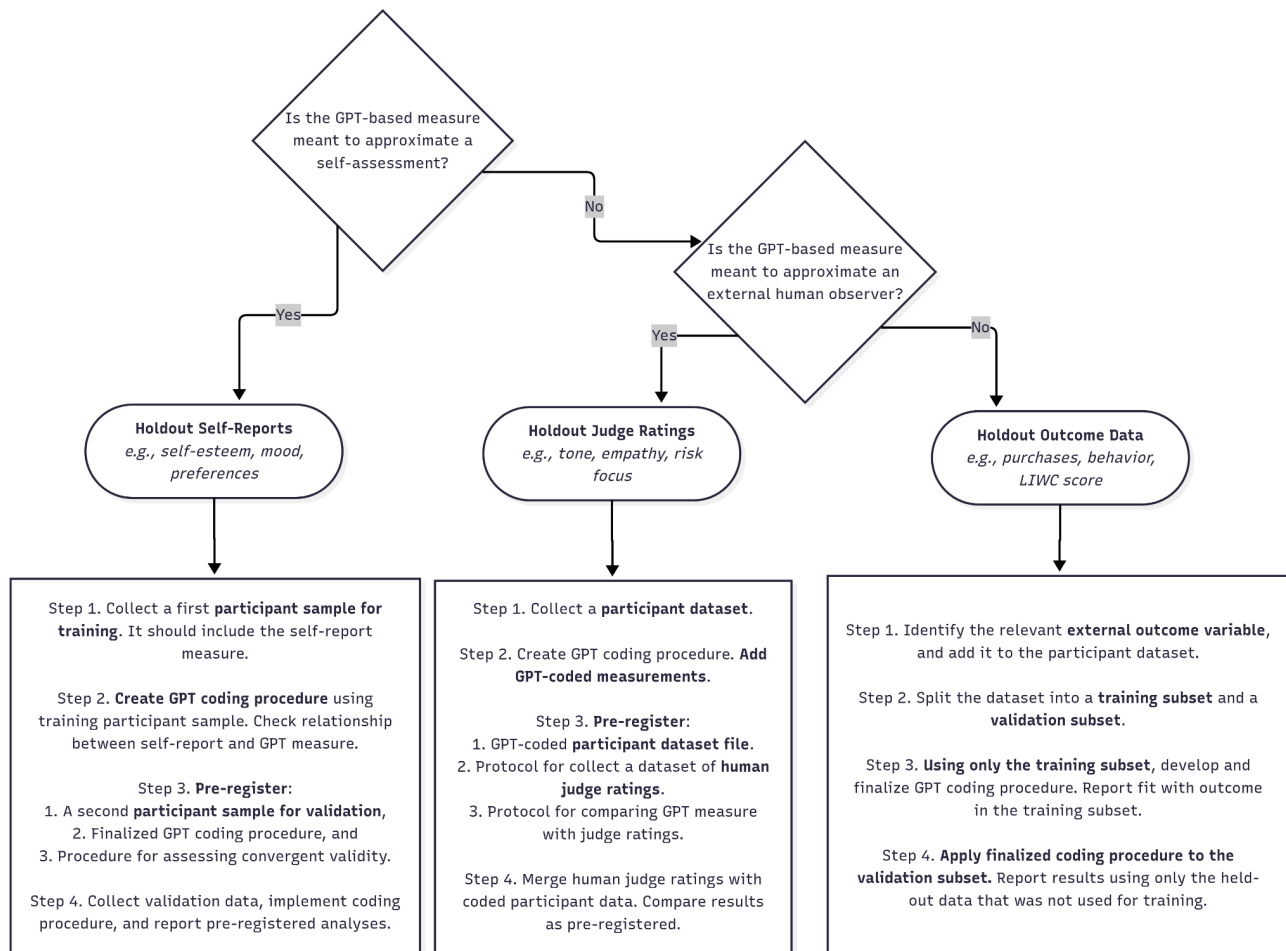 Is the GPT-based measure
meant to approximate a
self-assessment?
No
Is the GPT-based measure
meant to approximate an
external human observer?
Yes
Yes
No
Holdout Self-Reports
e.g., self-esteem, mood,
preferences
Holdout Judge Ratings
e.g., tone, empathy, risk
focus
Holdout Outcome Data
e.g., purchases, behavior,
LIWC score
Step 1. Collect a first participant sample for
training. It should include the self-report
measure.
Step 2. Create GPT coding procedure using
training participant sample. Check relationship
between self-report and GPT measure.
Step 3. Pre-register:
1. A second participant sample for validation,
2. Finalized GPT coding procedure, and
3. Procedure for assessing convergent validity.
Step 4. Collect validation data, implement coding
procedure, and report pre-registered analyses.
Step 1. Collect a participant dataset.
Step 2. Create GPT coding procedure. Add
GPT-coded measurements.
Step 3. Pre-register:
1. GPT-coded participant dataset file.
2. Protocol for collect a dataset of human
judge ratings.
3. Protocol for comparing GPT measure
with judge ratings.
Step 4. Merge human judge ratings with
coded participant data. Compare results
as pre-registered.
Step 1. Identify the relevant external outcome variable,
and add it to the participant dataset.
Step 2. Split the dataset into a training subset and a
validation subset.
Step 3. Using only the training subset, develop and
finalize GPT coding procedure. Report fit with outcome
in the training subset.
Step 4. Apply finalized coding procedure to the
validation subset. Report results using only the held-
out data that was not used for training.